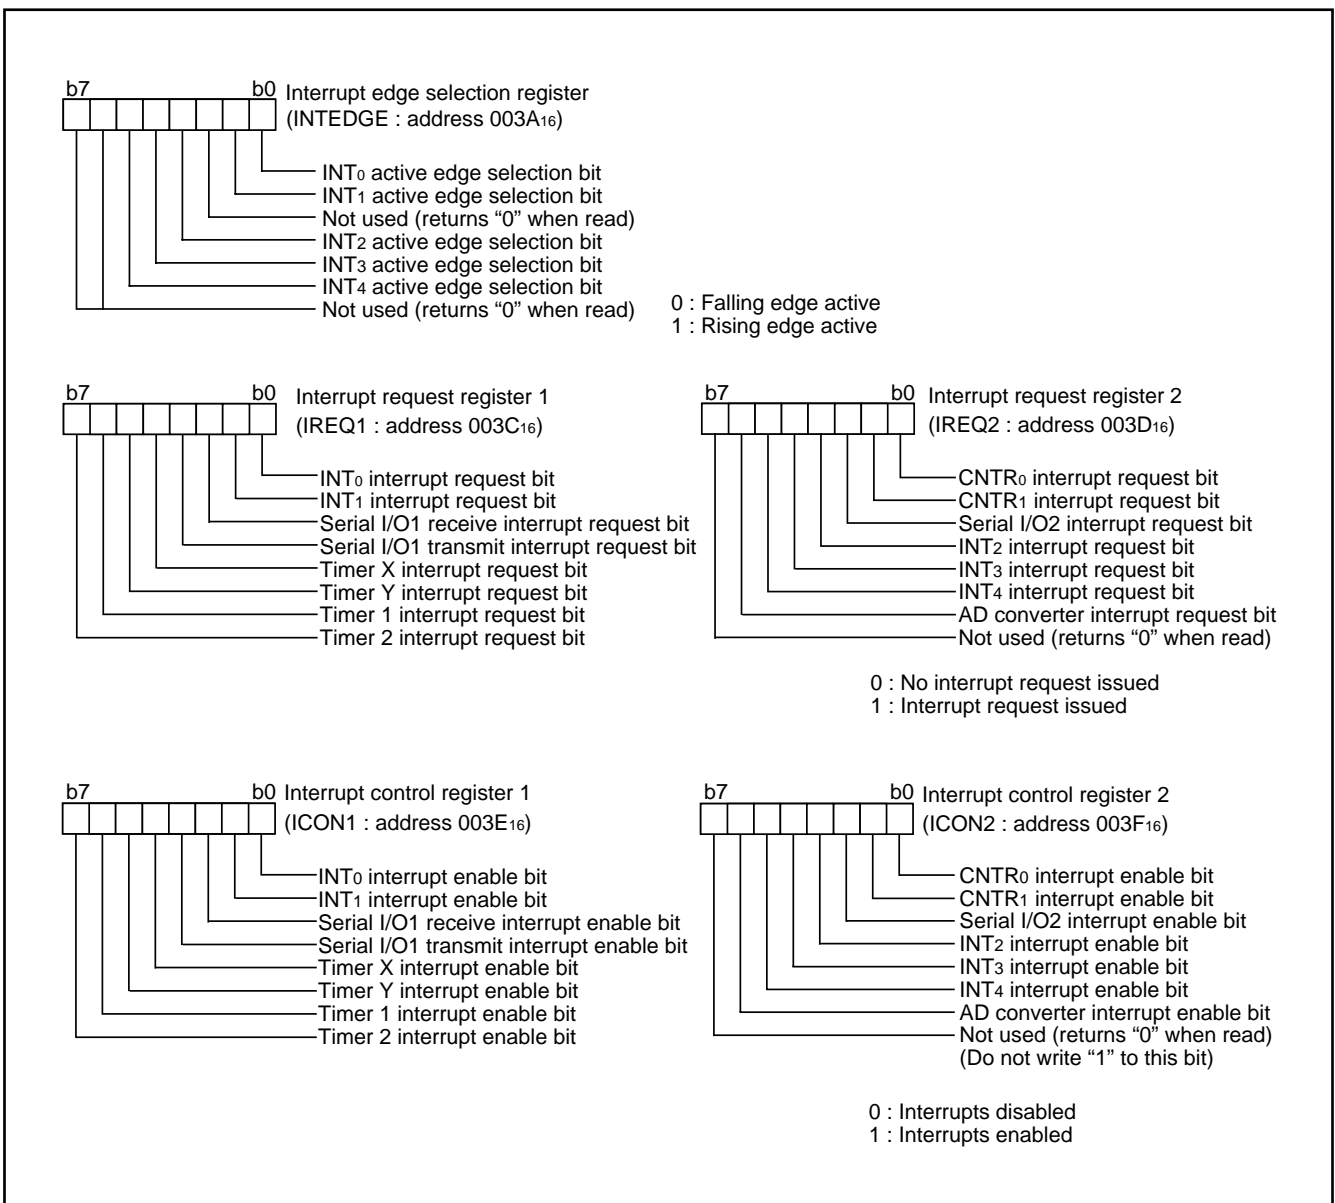 b7 b0 Interrupt edge selection register
(INTEDGE : address 003A16)
INT0 active edge selection bit
INT1 active edge selection bit
Not used (returns “0” when read)
INT2 active edge selection bit
INT3 active edge selection bit
INT4 active edge selection bit
Not used (returns “0” when read)
0 : Falling edge active
1 : Rising edge active
b7 b0 Interrupt request register 1
(IREQ1 : address 003C16)
INT0 interrupt request bit
INT1 interrupt request bit
Serial I/O1 receive interrupt request bit
Serial I/O1 transmit interrupt request bit
Timer X interrupt request bit
Timer Y interrupt request bit
Timer 1 interrupt request bit
Timer 2 interrupt request bit
b7 b0 Interrupt request register 2
(IREQ2 : address 003D16)
CNTR0 interrupt request bit
CNTR1 interrupt request bit
Serial I/O2 interrupt request bit
INT2 interrupt request bit
INT3 interrupt request bit
INT4 interrupt request bit
AD converter interrupt request bit
Not used (returns “0” when read)
0 : No interrupt request issued
1 : Interrupt request issued
b7 b0 Interrupt control register 1
(ICON1 : address 003E16)
INT0 interrupt enable bit
INT1 interrupt enable bit
Serial I/O1 receive interrupt enable bit
Serial I/O1 transmit interrupt enable bit
Timer X interrupt enable bit
Timer Y interrupt enable bit
Timer 1 interrupt enable bit
Timer 2 interrupt enable bit
b7 b0 Interrupt control register 2
(ICON2 : address 003F16)
CNTR0 interrupt enable bit
CNTR1 interrupt enable bit
Serial I/O2 interrupt enable bit
INT2 interrupt enable bit
INT3 interrupt enable bit
INT4 interrupt enable bit
AD converter interrupt enable bit
Not used (returns “0” when read)
(Do not write “1” to this bit)
0 : Interrupts disabled
1 : Interrupts enabled